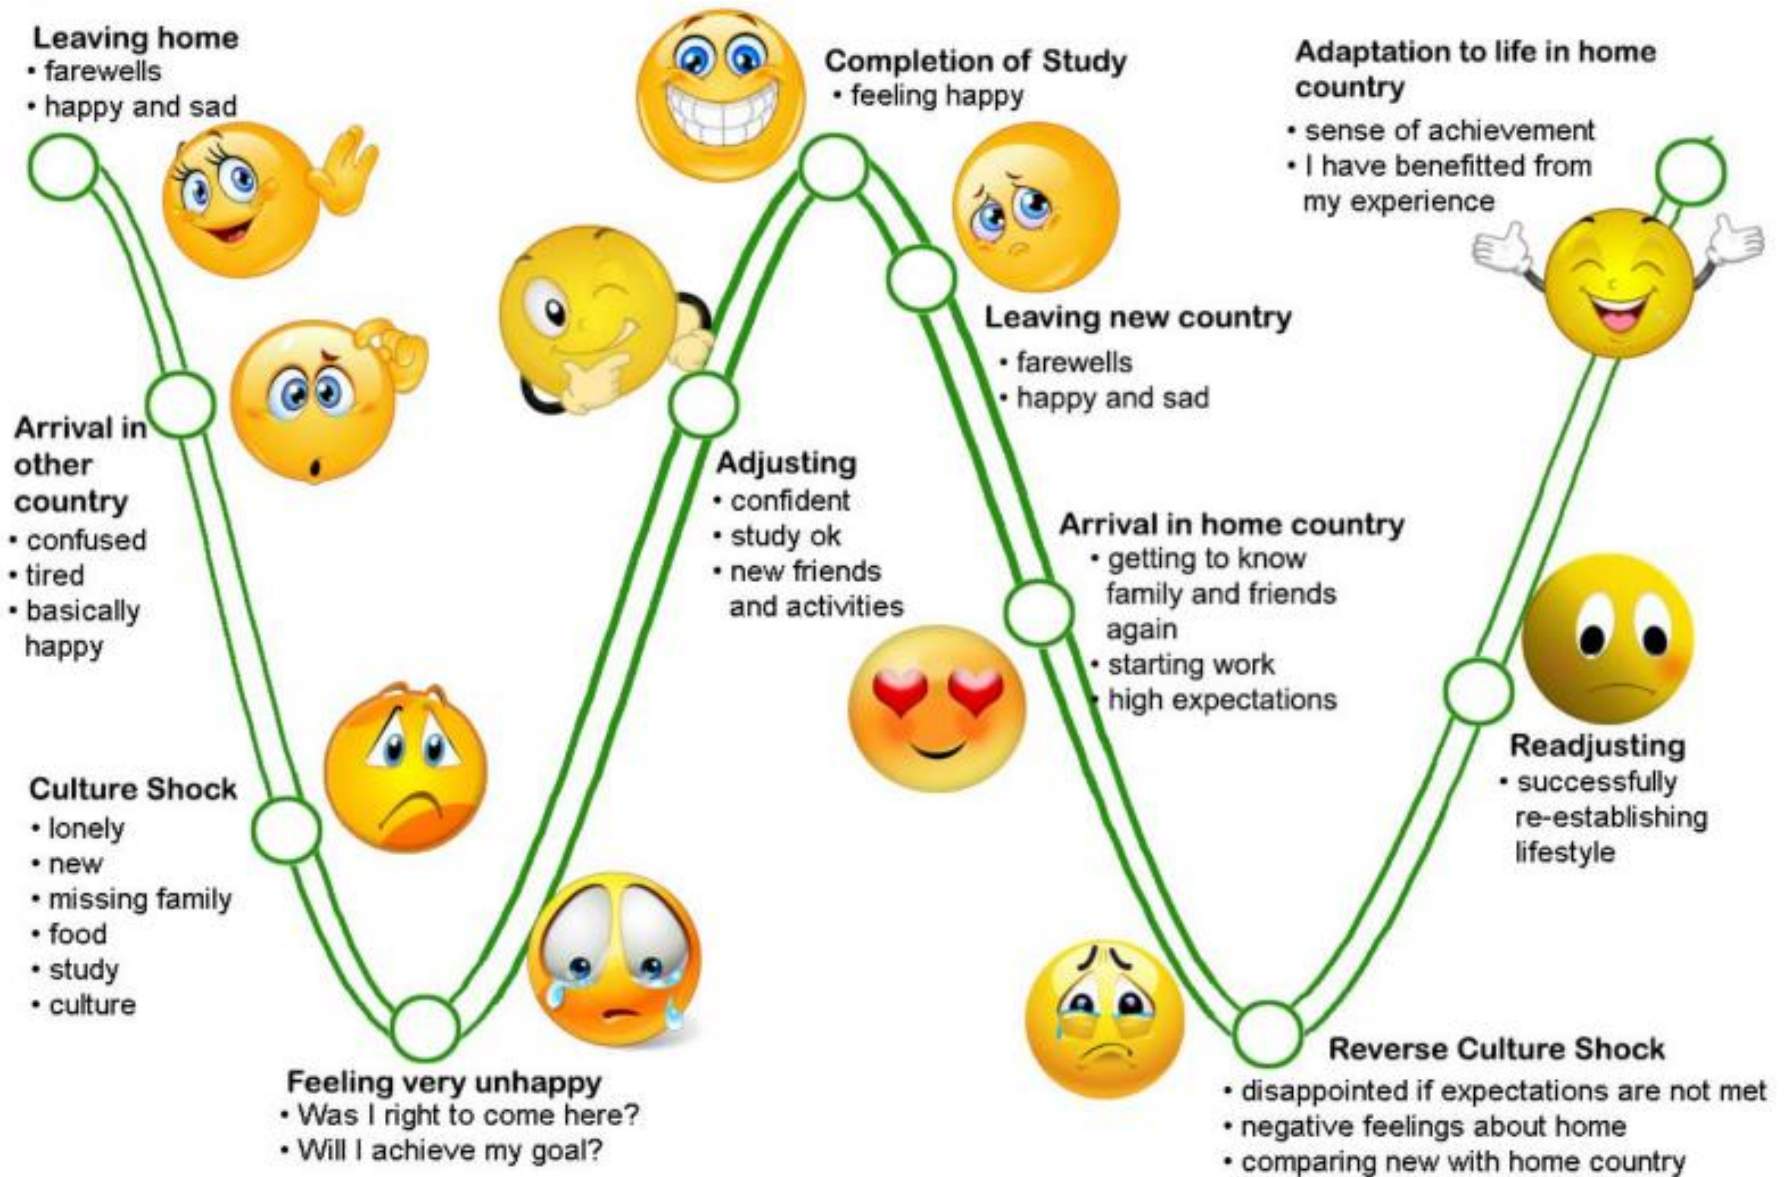 Leaving home
• farewells
• happy and sad
Arrival in
other
country
• confused
• tired
• basically
happy
Culture Shock
• lonely
• new
• missing family
• food
• study
• culture
Feeling very unhappy
• Was I right to come here?
• Will I achieve my goal?
Adjusting
• confident
• study ok
• new friends
and activities
Completion of Study
• feeling happy
Leaving new country
• farewells
• happy and sad
Arrival in home country
• getting to know
family and friends
again
• starting work
• high expectations
Reverse Culture Shock
• disappointed if expectations are not met
• negative feelings about home
• comparing new with home country
Readjusting
• successfully
re-establishing
lifestyle
Adaptation to life in home
country
• sense of achievement
• I have benefitted from
my experience